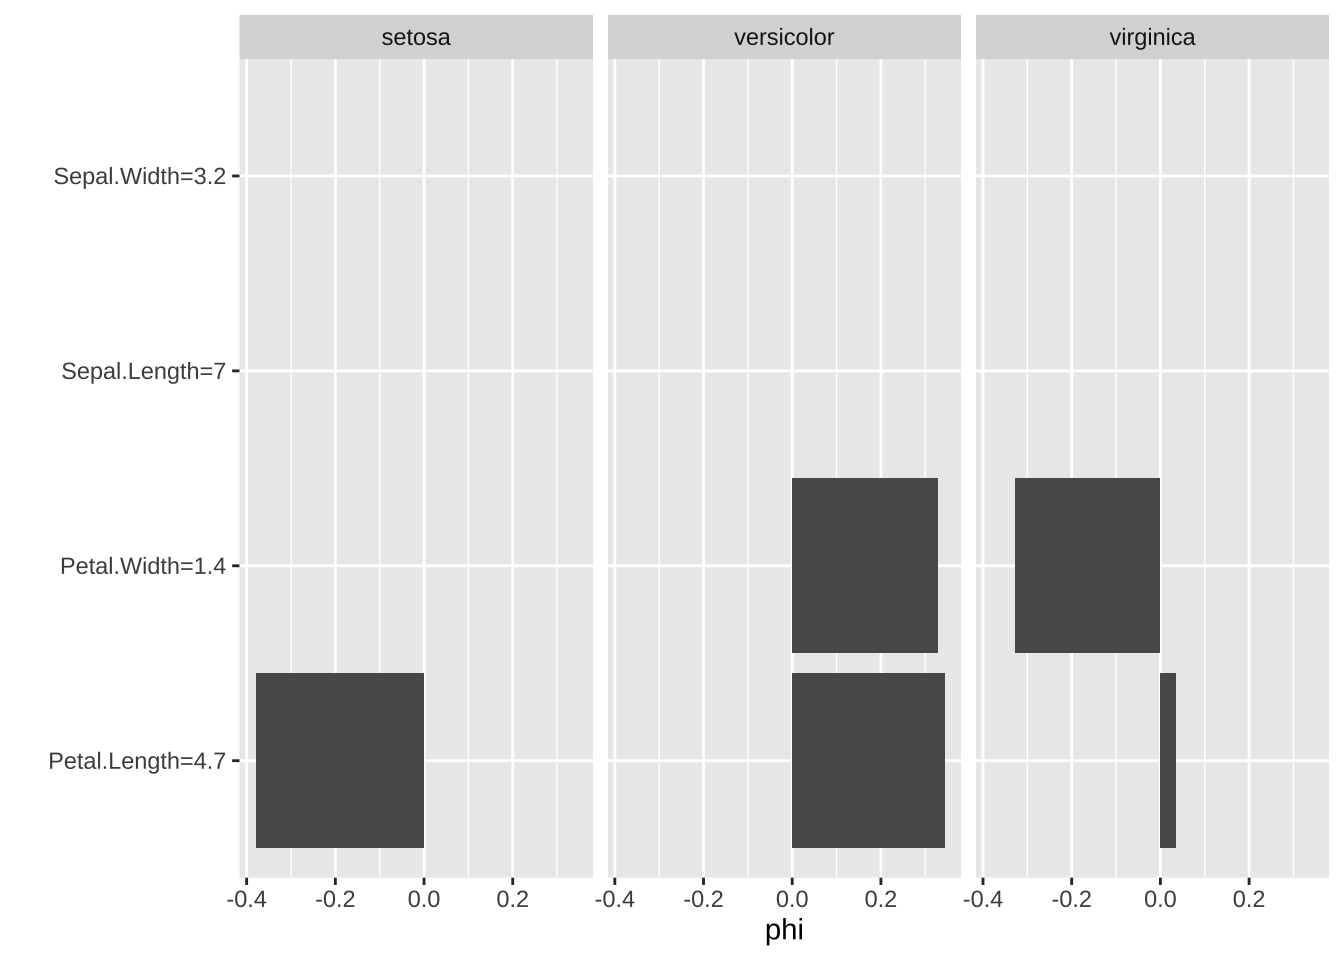 setosa versicolor virginica
Sepal.Width=3.2
Sepal.Length=7
Petal.Width=1.4
Petal.Length=4.7
-0.4 -0.2 0.0 0.2 -0.4 -0.2 0.0 0.2 -0.4 -0.2 0.0 0.2
phi